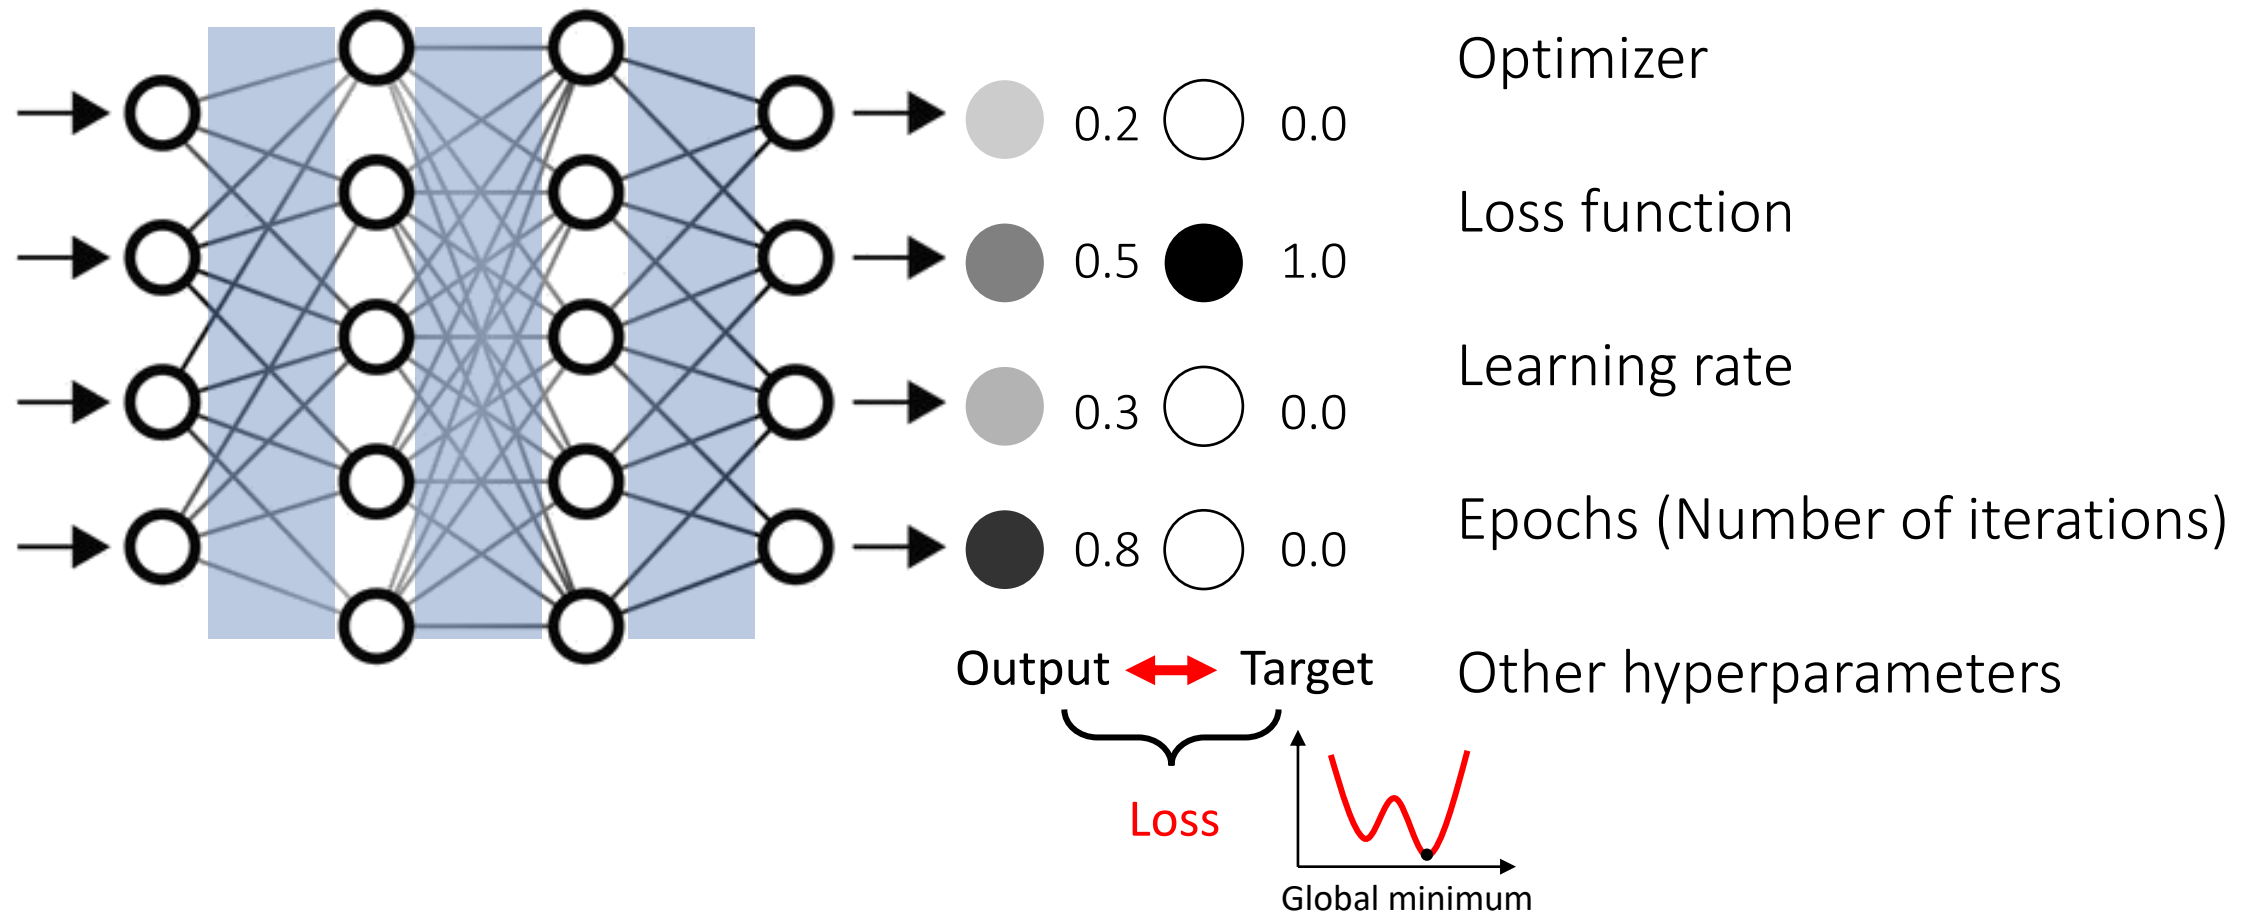 Optimizer
0.2 0.0
Loss function
0.5 1.0
Learning rate
0.3 0.0
Epochs (Number of iterations)
0.8 0.0
Output Target
Other hyperparameters
Loss
Global minimum